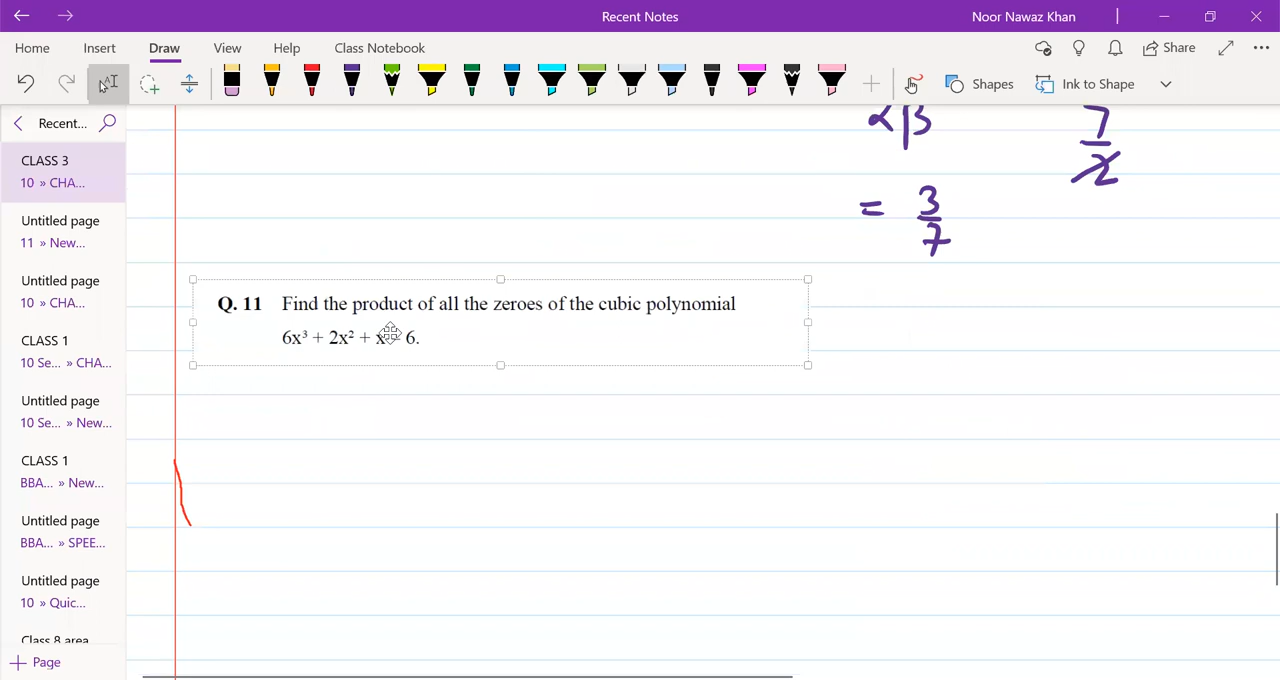 Recent Notes
Noor Nawaz Khan
Home Insert Draw View Help Class Notebook Share
Shapes Ink to Shape
Recent...
CLASS 3
10 » CHA...
Untitled page
11 » New...
Untitled page
10 » CHA...
CLASS 1
10 Se... » CHA...
Untitled page
10 Se... » New...
CLASS 1
BBA... » New...
Untitled page
BBA... » SPEE...
Untitled page
10 » Quic...
Class 8 area
+ Page
αβ
7
2
= 3
7
Q. 11 Find the product of all the zeroes of the cubic polynomial
6x³ + 2x² + x 6.